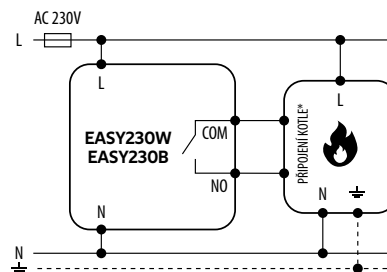 AC 230V
L
L
L
EASY230W
EASY230B
COM
NO
PŘIPOJENÍ KOTLE*
N
N
N